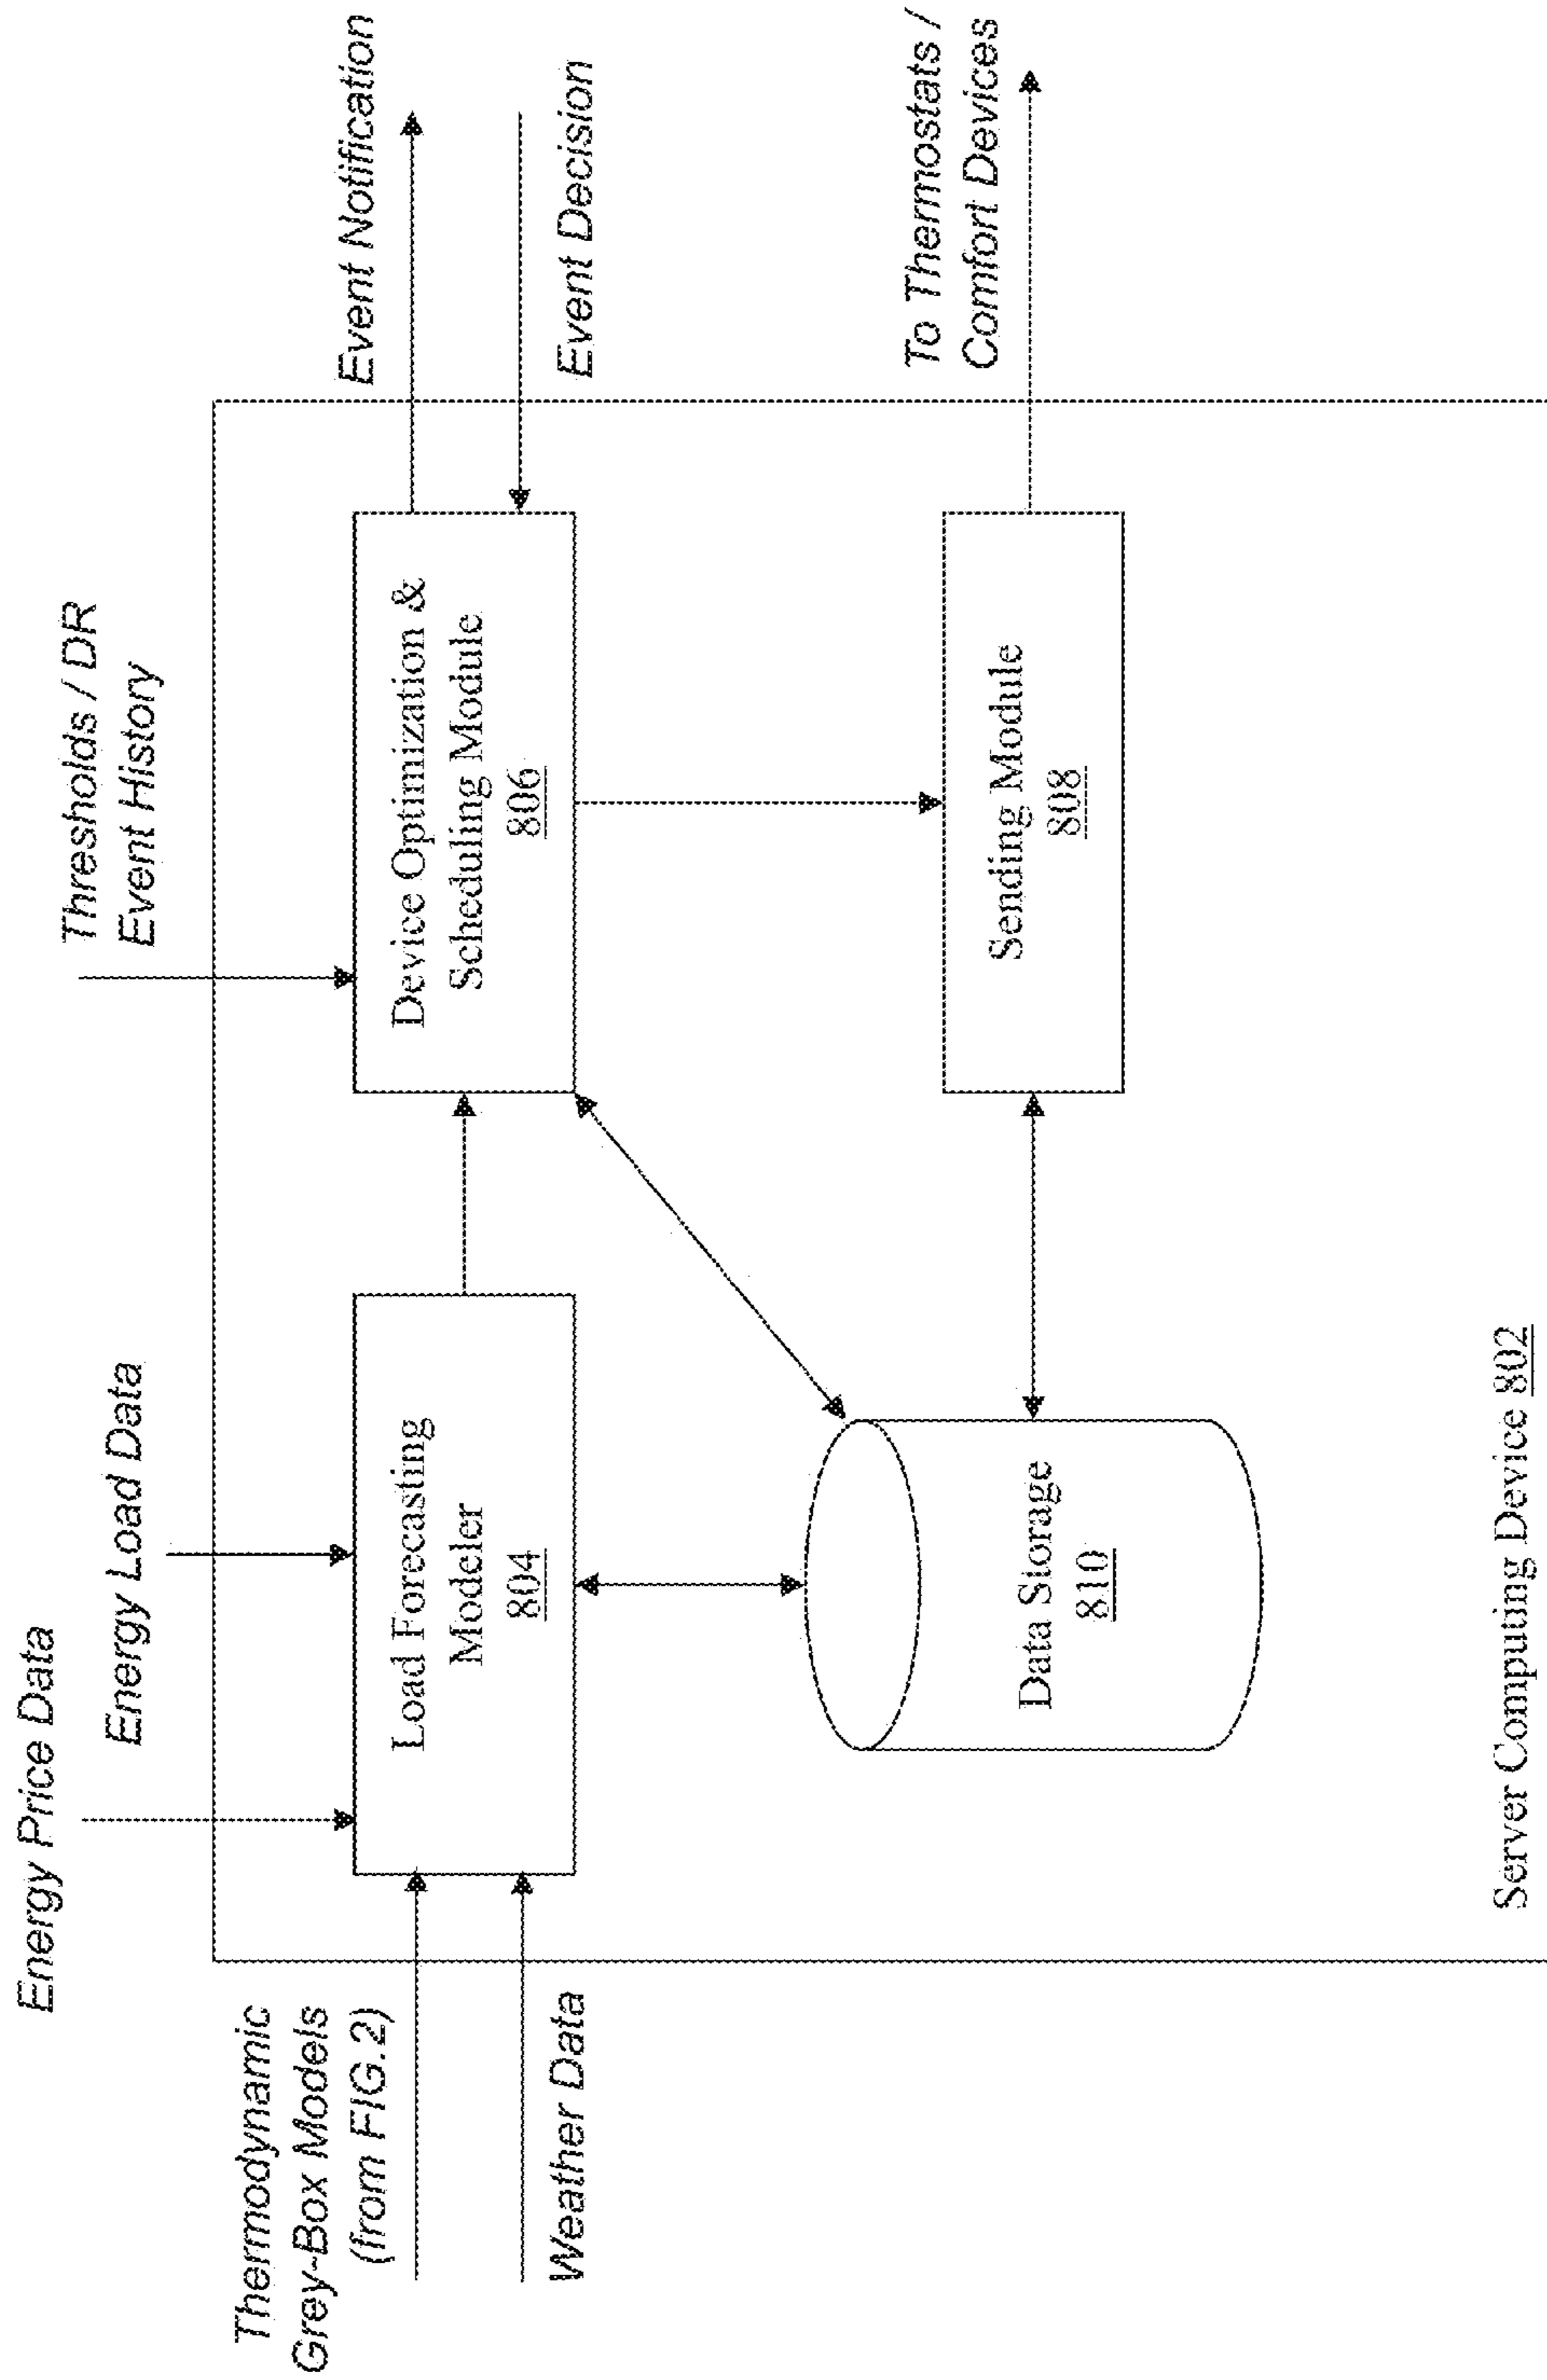 Energy Price Data
Energy Load Data
Thresholds / DR
Event History
Thermodynamic
Grey-Box Models
(from FIG.2)
Weather Data
Load Forecasting
Modeler
804
Device Optimization &
Scheduling Module
806
Event Notification
Event Decision
Data Storage
810
Sending Module
808
To Thermostats /
Comfort Devices
Server Computing Device 802